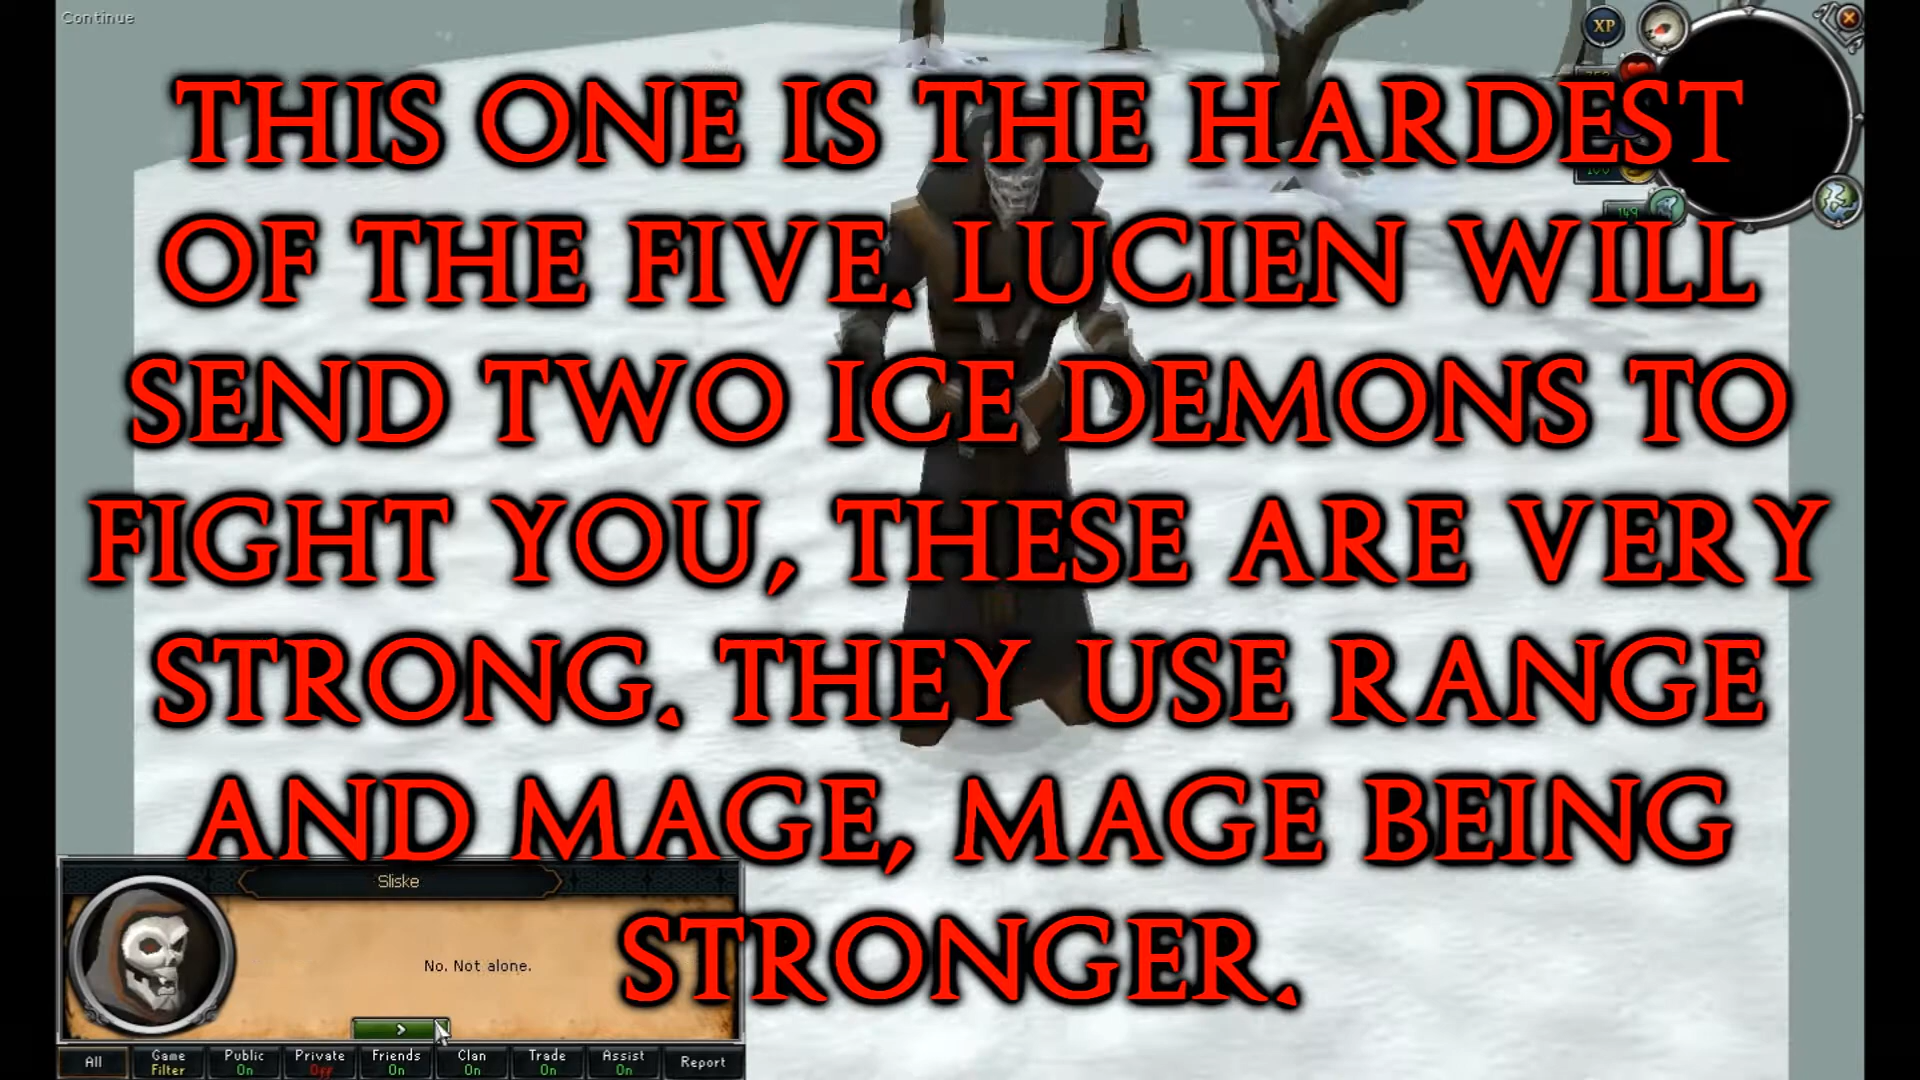 Continue
XP
THIS ONE IS THE HARDEST
OF THE FIVE. LUCIEN WILL
SEND TWO ICE DEMONS TO
FIGHT YOU, THESE ARE VERY
STRONG. THEY USE RANGE
AND MAGE, MAGE BEING
STRONGER.
149
Sliske
No. Not alone.
All
Game
Filter
Public
On
Private
Off
Friends
On
Clan
On
Trade
On
Assist
On
Report